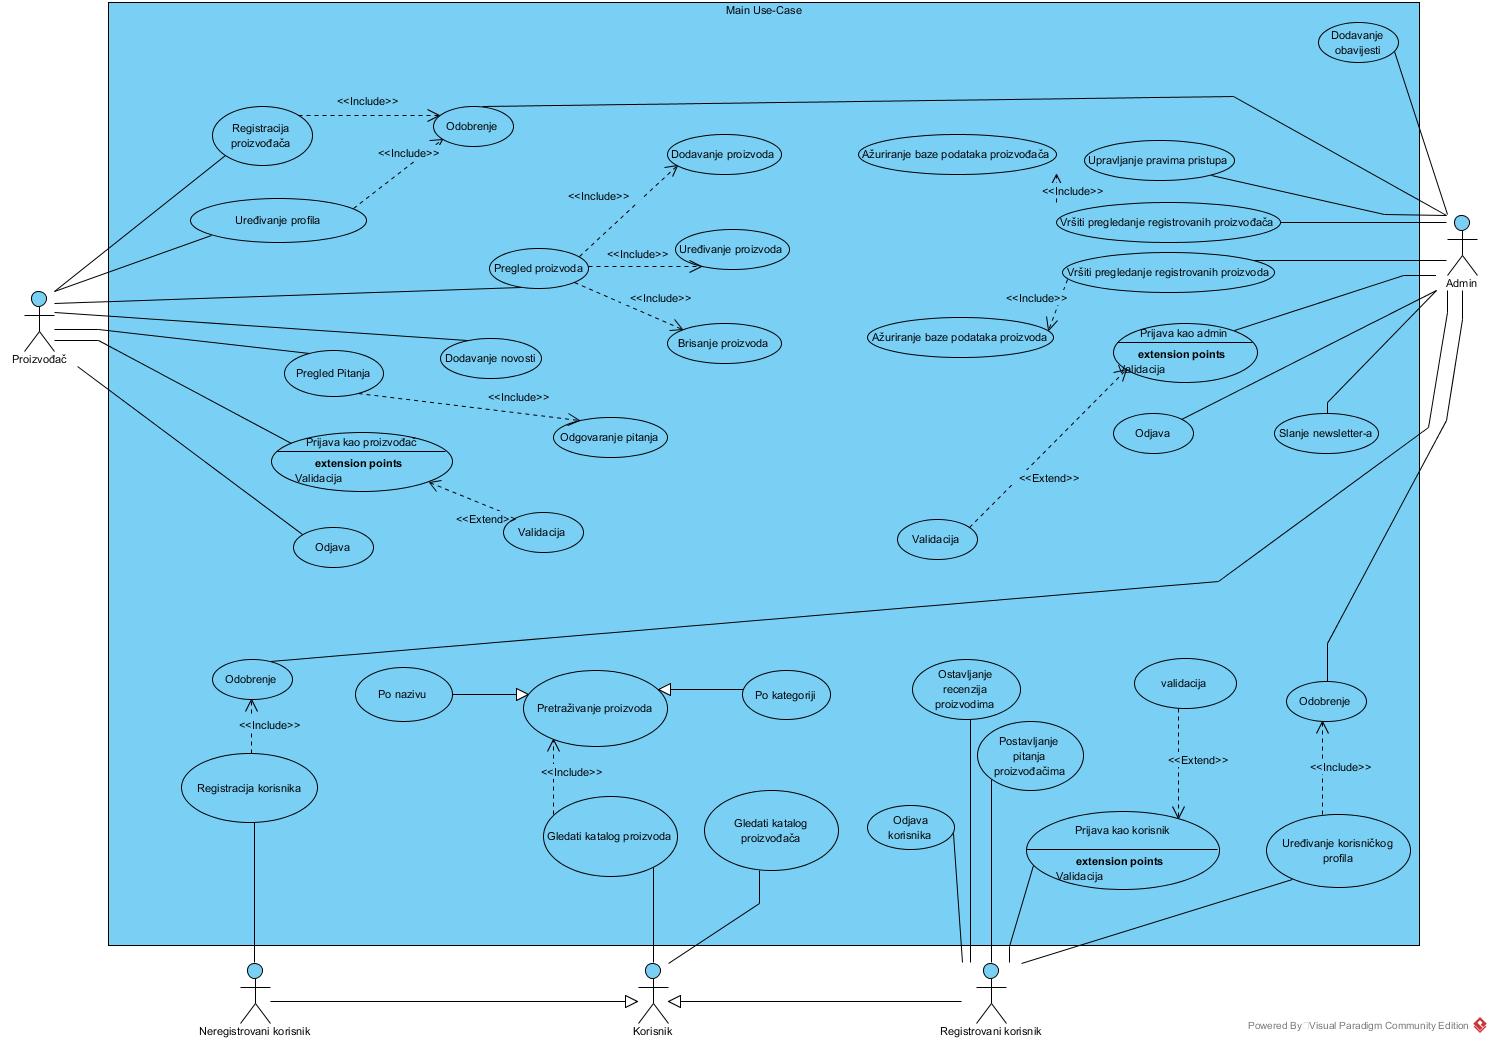 Main Use-Case
Dodavanje
obavijesti
<<Include>>
Registracija
proizvođača
Odobrenje
<<Include>>
Dodavanje proizvoda
Ažuriranje baze podataka proizvođača
Upravljanje pravima pristupa
<<Include>>
<<Include>>
Uređivanje profila
Vršiti pregledanje registrovanih proizvođača
Uređivanje proizvoda
<<Include>>
Pregled proizvoda
Vršiti pregledanje registrovanih proizvoda
Admin
<<Include>>
<<Include>>
Proizvođač
Brisanje proizvoda
Ažuriranje baze podataka proizvoda
Prijava kao admin
extension points
Validacija
Dodavanje novosti
Pregled Pitanja
<<Include>>
Odgovaranje pitanja
Odjava
Slanje newsletter-a
Prijava kao proizvođač
extension points
Validacija
<<Extend>>
<<Extend>>
Validacija
Validacija
Odjava
Odobrenje
Po nazivu
Pretraživanje proizvoda
Po kategoriji
Ostavljanje
recenzija
proizvodima
validacija
Odobrenje
<<Include>>
Postavljanje
pitanja
proizvođačima
<<Include>>
<<Extend>>
<<Include>>
Registracija korisnika
Gledati katalog proizvoda
Gledati katalog
proizvođača
Odjava
korisnika
Prijava kao korisnik
extension points
Validacija
Uređivanje korisničkog
profila
Neregistrovani korisnik
Korisnik
Registrovani korisnik
Powered By Visual Paradigm Community Edition